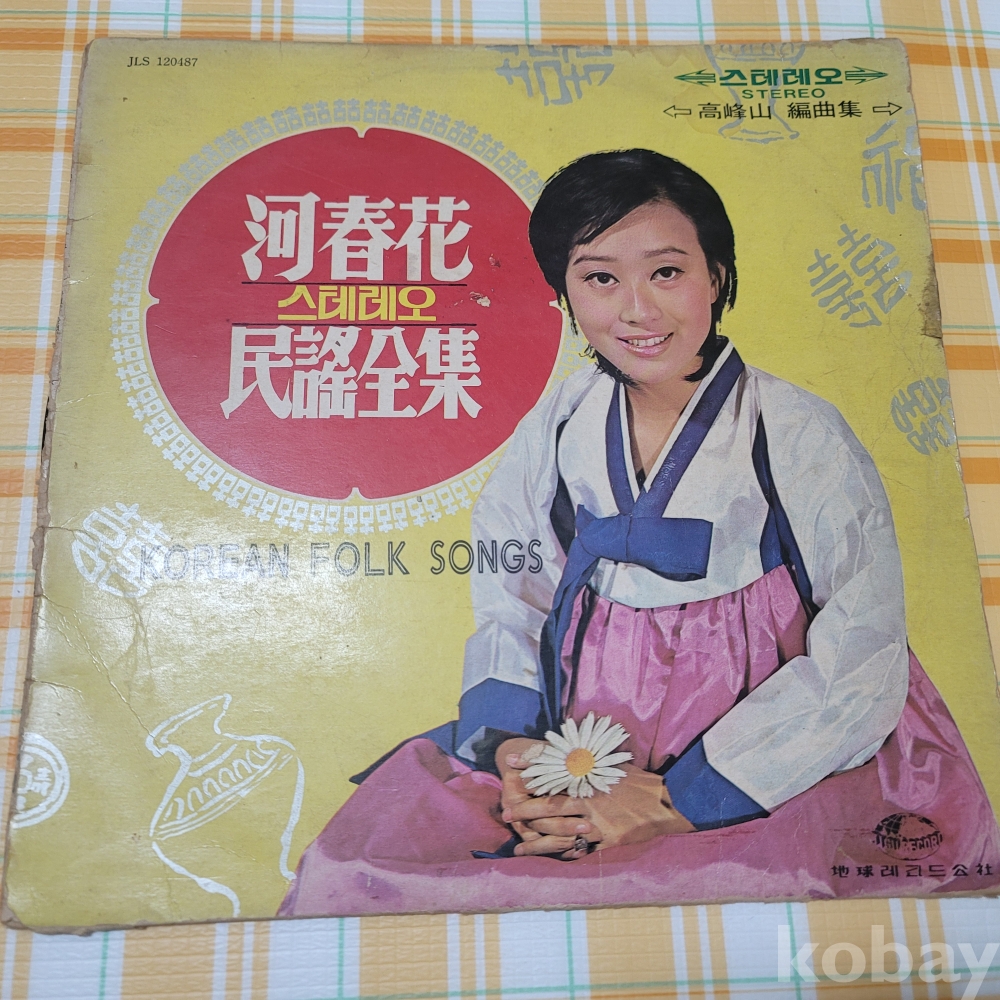 JLS 120487
스테레오
STEREO
高峰山 編曲集
河春花
스테레오
民謠全集
KOREAN FOLK SONGS
地球레코드公社
kobay